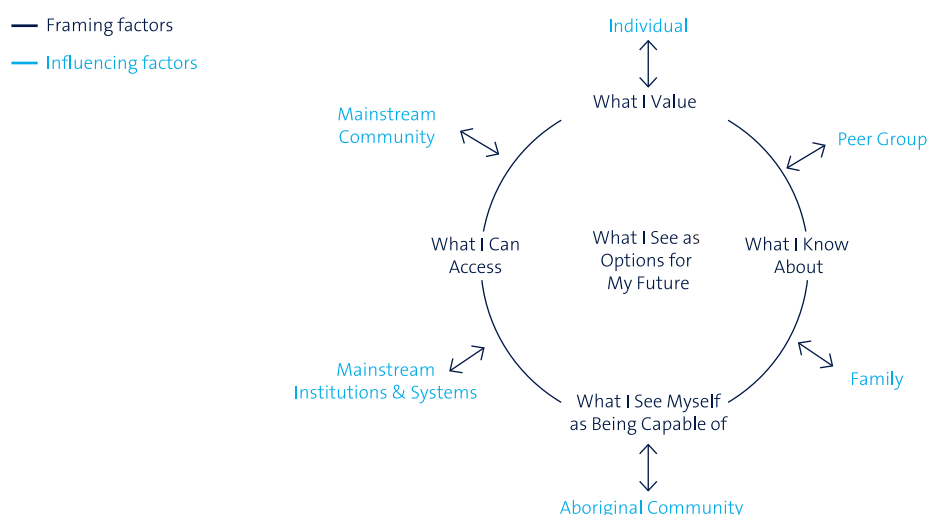 Framing factors
Influencing factors
Individual
What I Value
Mainstream
Community
Peer Group
What I Can
Access
What I See as
Options for
My Future
What I Know
About
Mainstream
Institutions & Systems
Family
What I See Myself
as Being Capable of
Aboriginal Community